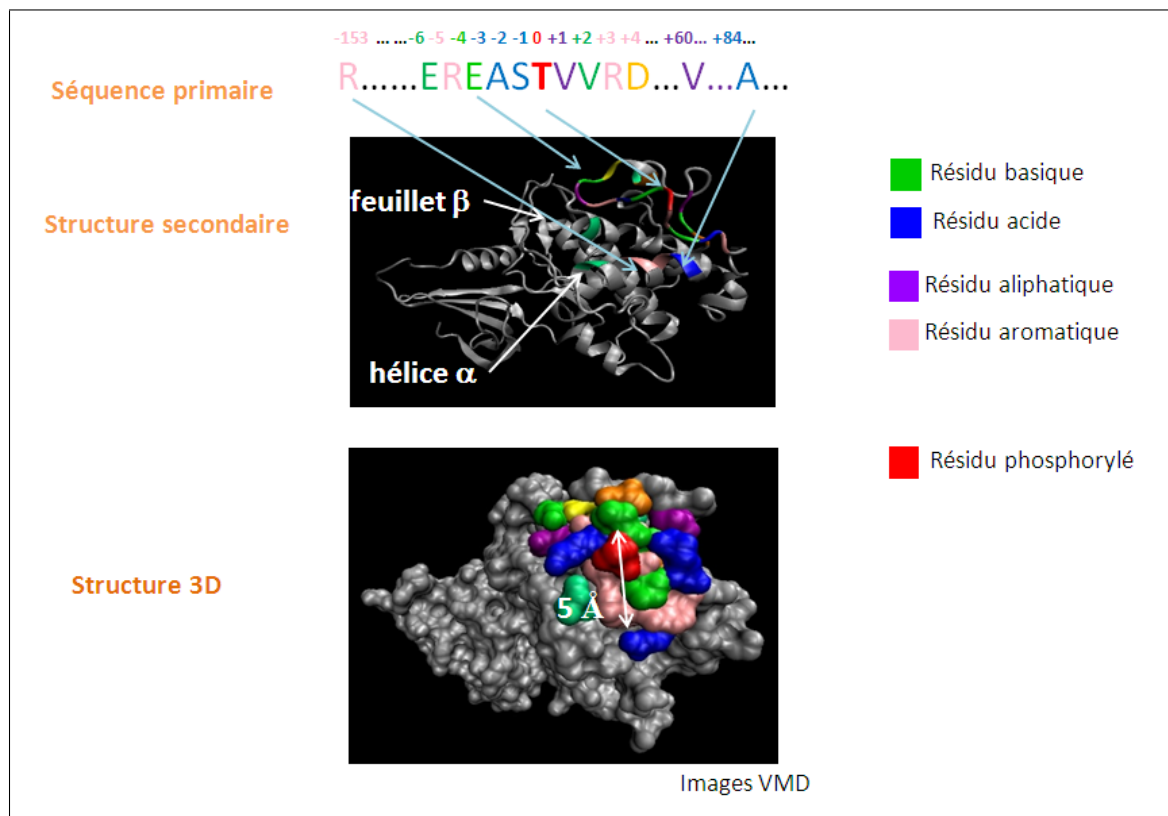 -153 ... ...-6 -5 -4 -3 -2 -1 0 +1 +2 +3 +4 ... +60... +84...
Séquence primaire
R......EREASTVVRD...V...A...
Structure secondaire
feuillet β
hélice α
Résidu basique
Résidu acide
Résidu aliphatique
Résidu aromatique
Résidu phosphorylé
Structure 3D
5 Å
Images VMD